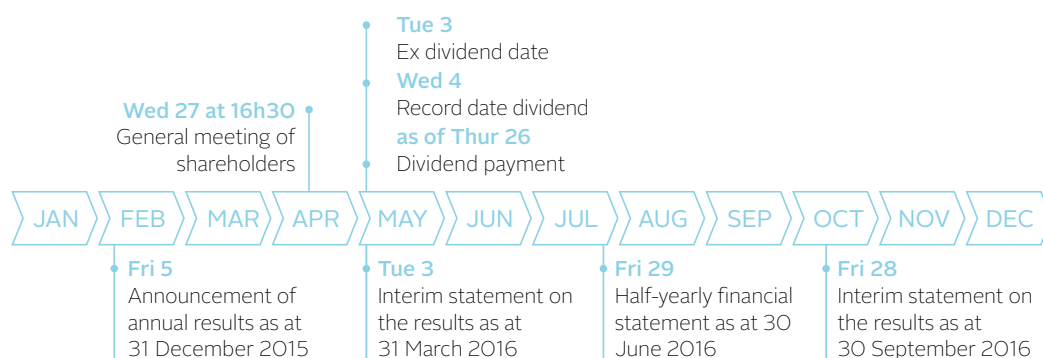 Tue 3
Ex dividend date
Wed 4
Record date dividend
as of Thur 26
Dividend payment
Wed 27 at 16h30
General meeting of
shareholders
JAN FEB MAR APR MAY JUN JUL AUG SEP OCT NOV DEC
Fri 5
Announcement of
annual results as at
31 December 2015
Tue 3
Interim statement on
the results as at
31 March 2016
Fri 29
Half-yearly financial
statement as at 30
June 2016
Fri 28
Interim statement on
the results as at
30 September 2016